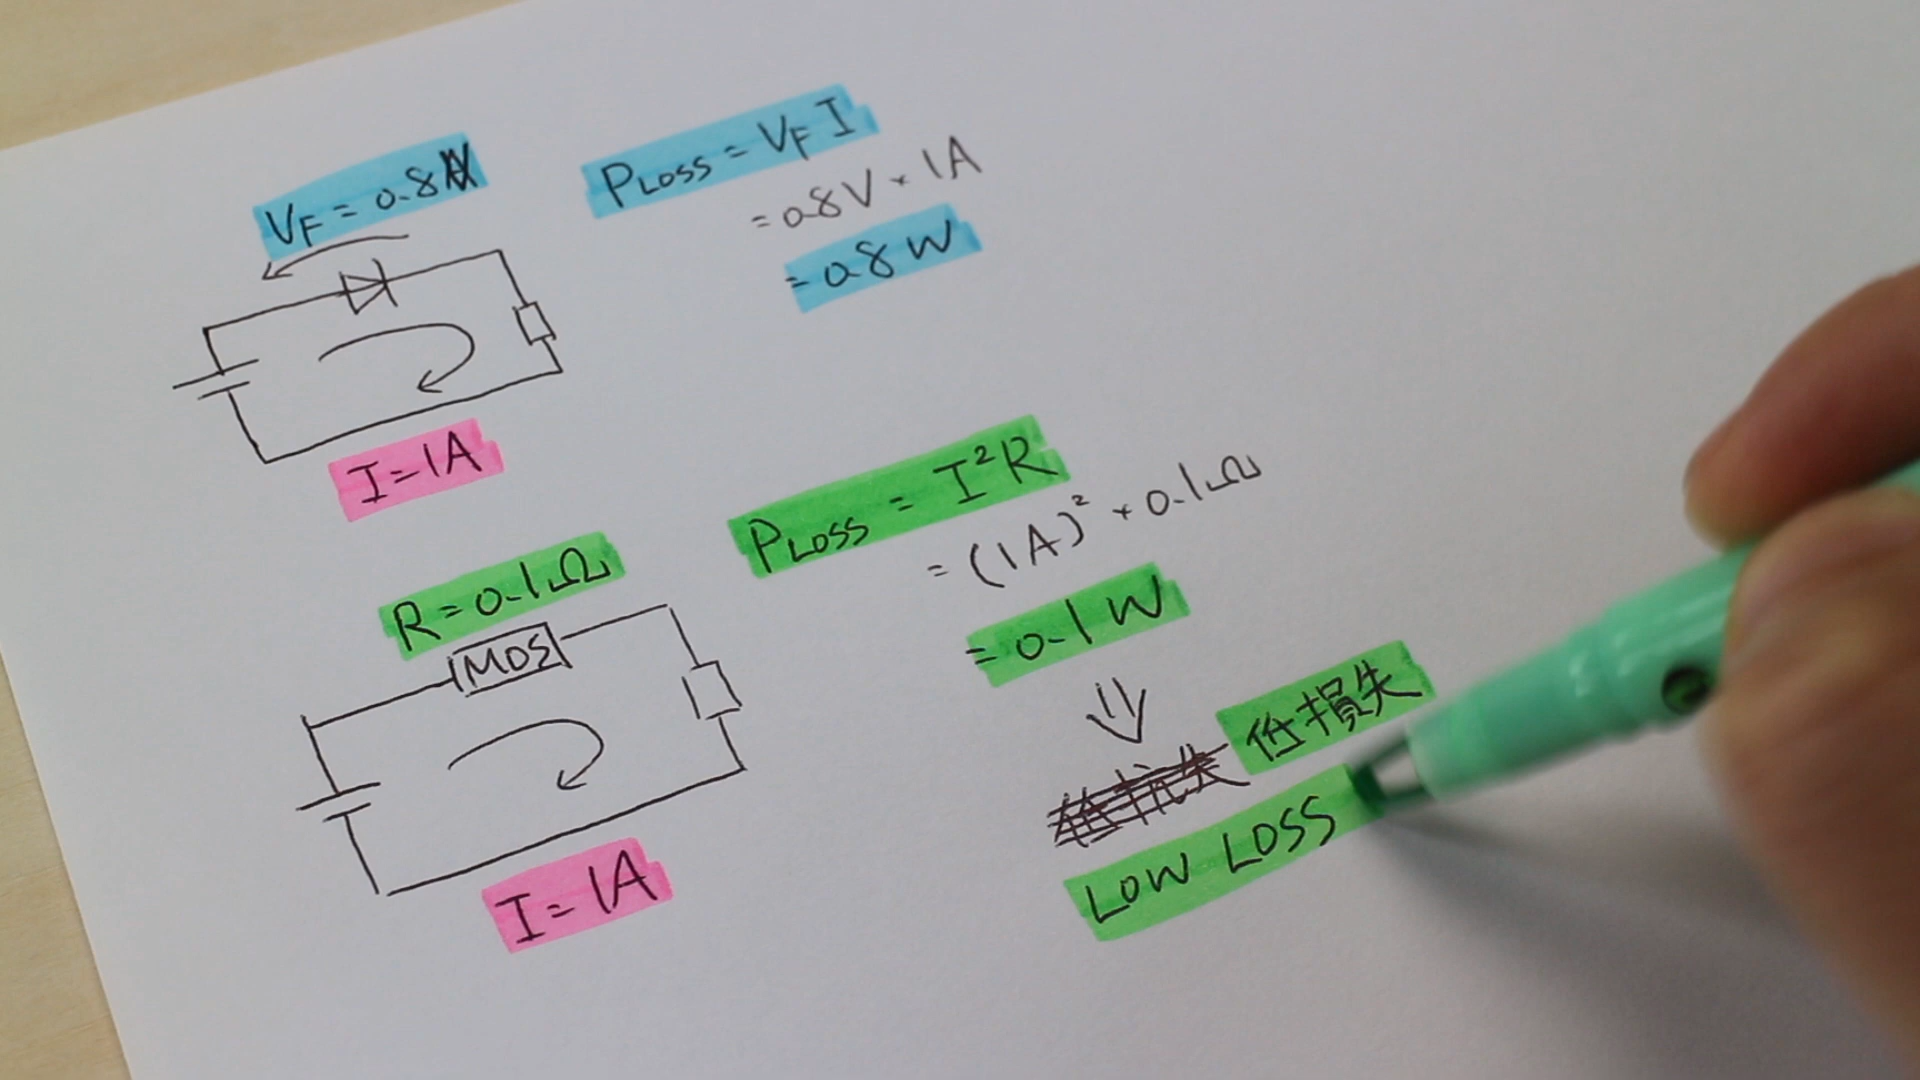 VF = 0.8V
PLOSS = VF I
= 0.8V × 1A
= 0.8W
I = 1A
R = 0.1Ω
MOS
PLOSS = I²R
= (1A)² × 0.1Ω
= 0.1W
低損失
LOW LOSS
I = 1A